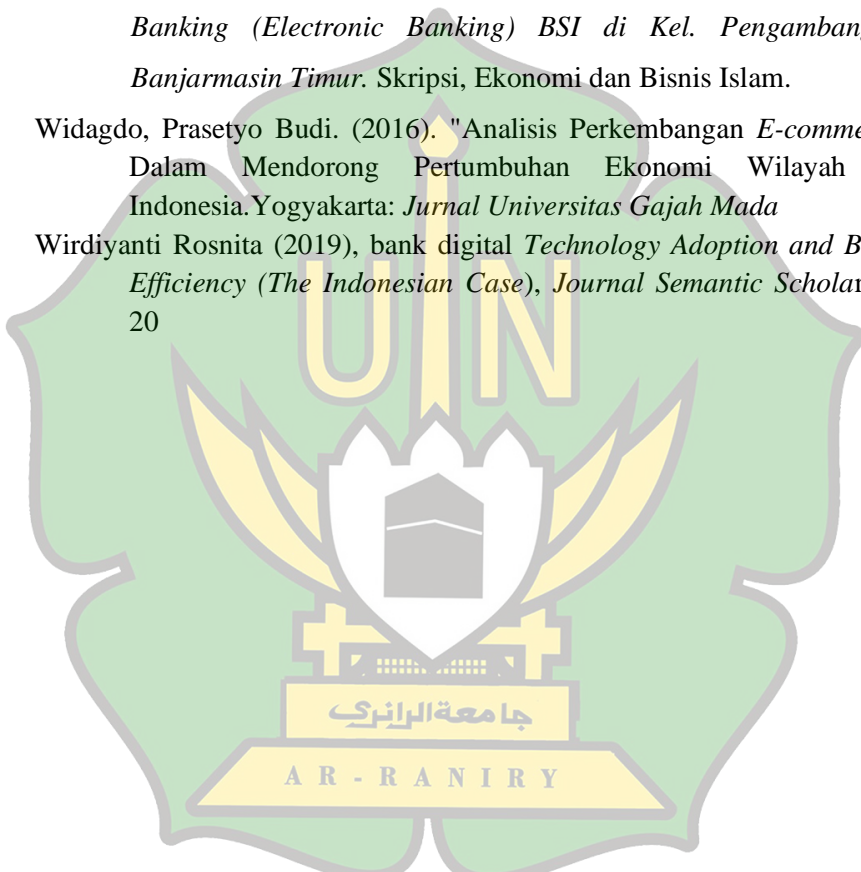 Banking (Electronic Banking) BSI di Kel. Pengamban
Banjarmasin Timur. Skripsi, Ekonomi dan Bisnis Islam.
Widagdo, Prasetyo Budi. (2016). "Analisis Perkembangan E-comme
Dalam Mendorong Pertumbuhan Ekonomi Wilayah
Indonesia.Yogyakarta: Jurnal Universitas Gajah Mada
Wirdiyanti Rosnita (2019), bank digital Technology Adoption and B
Efficiency (The Indonesian Case), Journal Semantic Scholar
20
UIN
جامعة الرانري
AR-RANIRY